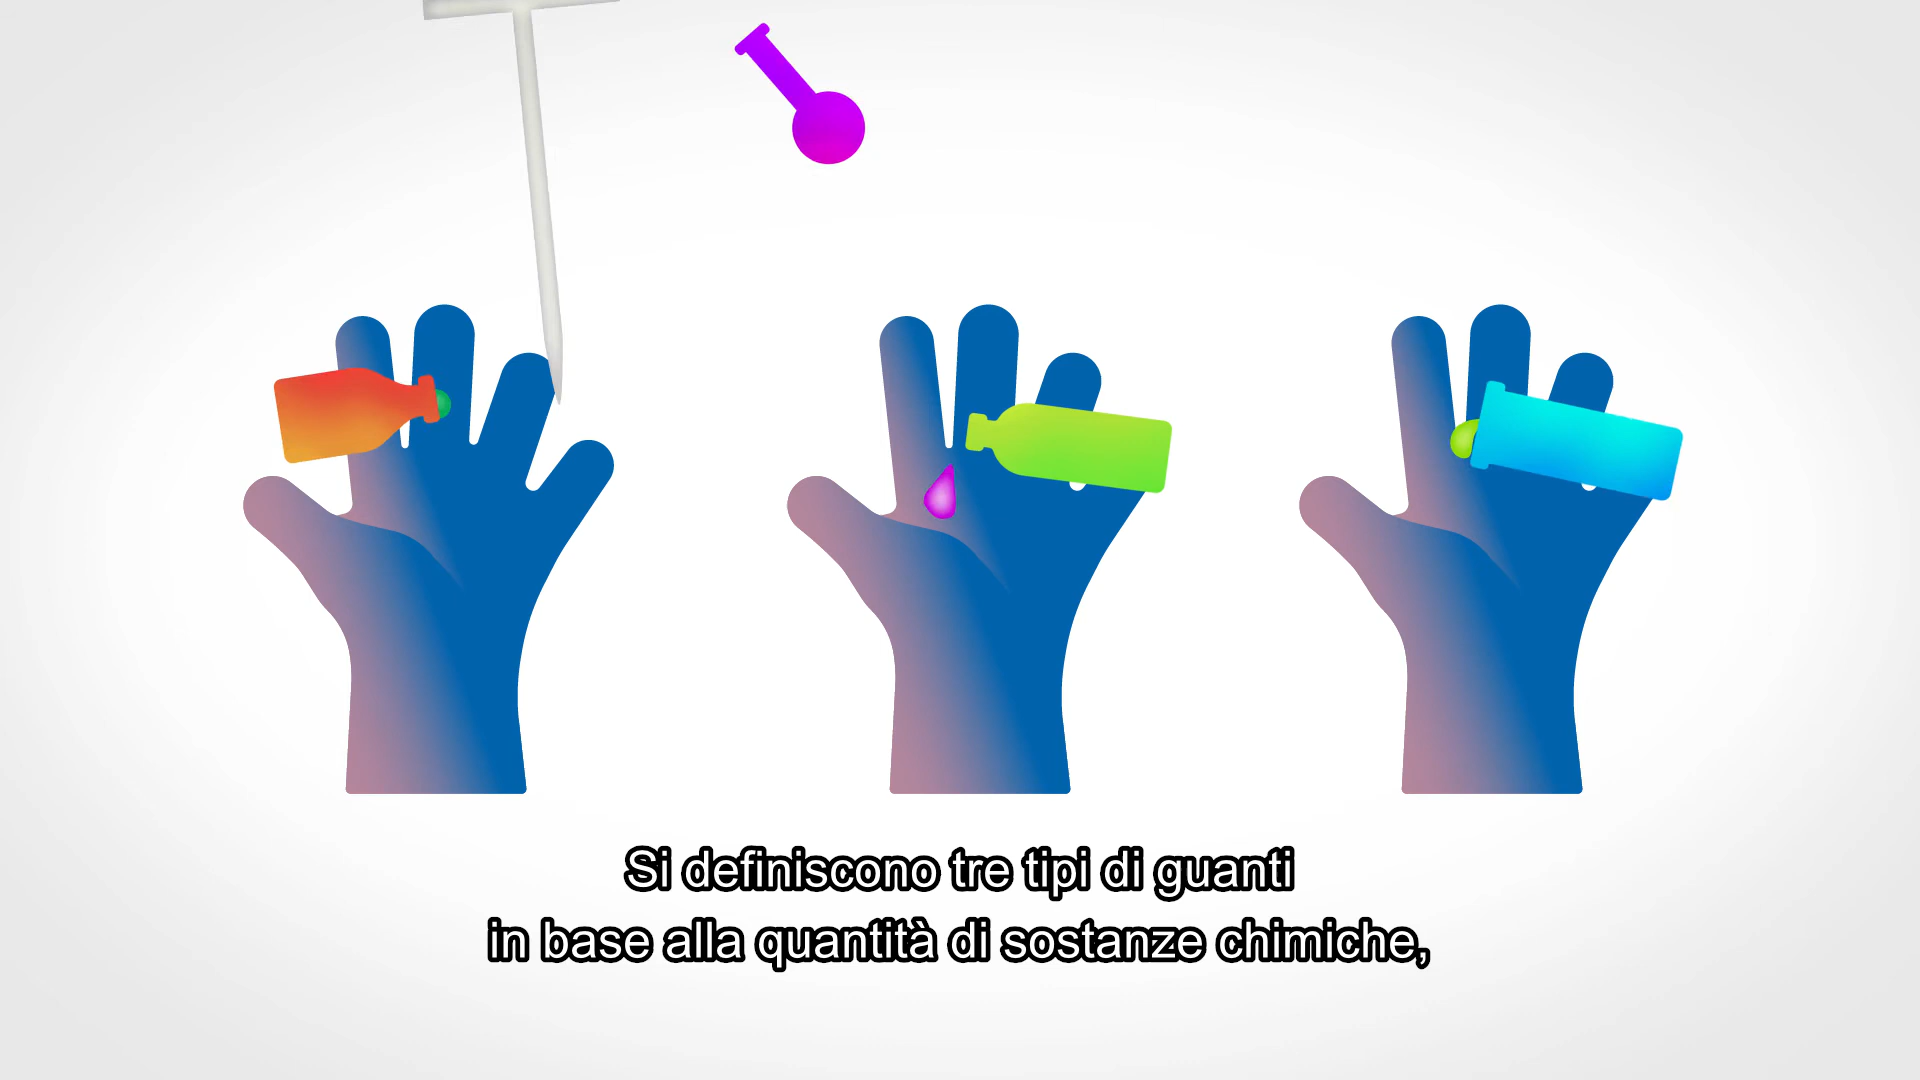 Si definiscono tre tipi di guanti
in base alla quantità di sostanze chimiche,